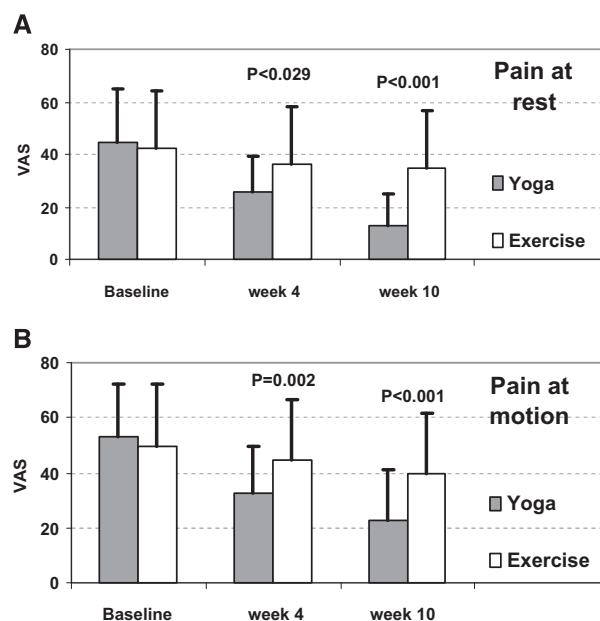 A
80
60
40
20
0
VAS
P<0.029
P<0.001
Pain at
rest
Yoga
Exercise
Baseline
week 4
week 10
B
80
60
40
20
0
VAS
P=0.002
P<0.001
Pain at
motion
Yoga
Exercise
Baseline
week 4
week 10